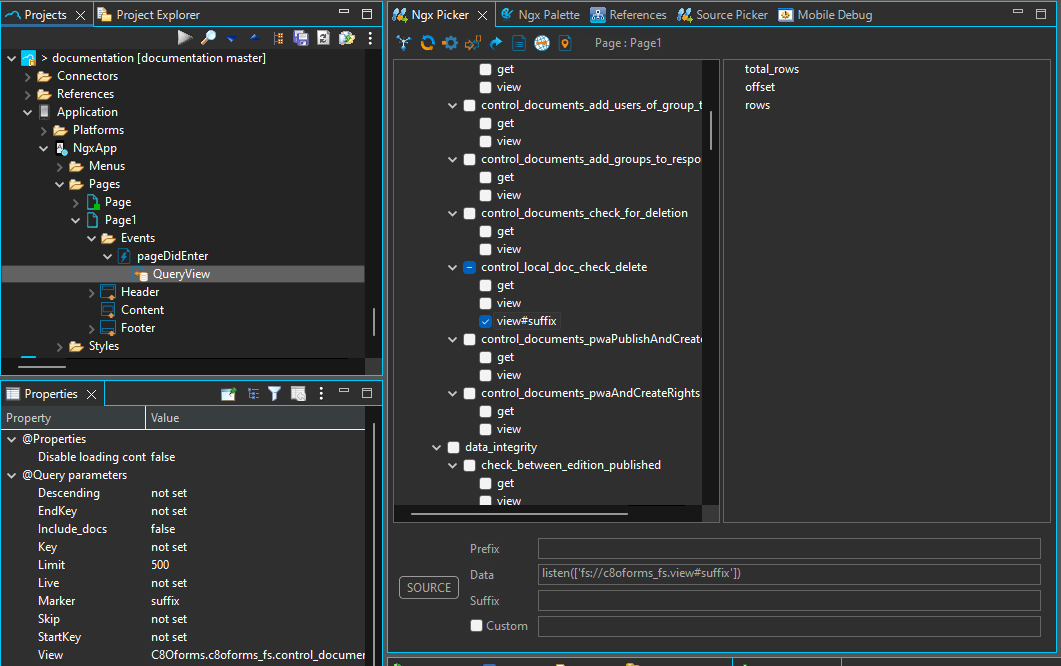 Projects
Project Explorer
> documentation [documentation master]
Connectors
References
Application
Platforms
NgxApp
Menus
Pages
Page
Page1
Events
pageDidEnter
QueryView
Header
Content
Footer
Styles
Properties
Property Value
@Properties
Disable loading cont false
@Query parameters
Descending not set
EndKey not set
Include_docs false
Key not set
Limit 500
Live not set
Marker suffix
Skip not set
StartKey not set
View C8Oforms.c8oforms_fs.control_documer
Ngx Picker
Ngx Palette
References
Source Picker
Mobile Debug
Page : Page1
get
view
control_documents_add_users_of_group_t
get
view
control_documents_add_groups_to_respo
get
view
control_documents_check_for_deletion
get
view
control_local_doc_check_delete
get
view
view#suffix
control_documents_pwaPublishAndCreate
get
view
control_documents_pwaAndCreateRights
get
view
data_integrity
check_between_edition_published
get
view
total_rows
offset
rows
SOURCE
Prefix
Data listen(['fs://c8oforms_fs.view#suffix'])
Suffix
Custom